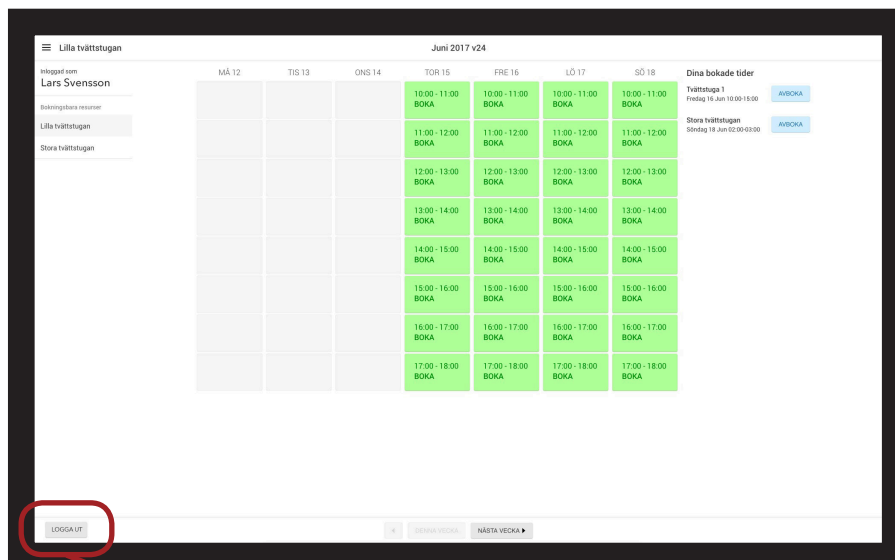 Lilla tvättstugan
Juni 2017 v24
Inloggad som
Lars Svensson
Bokningsbara resurser
Lilla tvättstugan
Stora tvättstugan
MÅ 12 TIS 13 ONS 14 TOR 15 FRE 16 LÖ 17 SÖ 18
10:00 - 11:00 10:00 - 11:00 10:00 - 11:00 10:00 - 11:00
BOKA BOKA BOKA BOKA
11:00 - 12:00 11:00 - 12:00 11:00 - 12:00 11:00 - 12:00
BOKA BOKA BOKA BOKA
12:00 - 13:00 12:00 - 13:00 12:00 - 13:00 12:00 - 13:00
BOKA BOKA BOKA BOKA
13:00 - 14:00 13:00 - 14:00 13:00 - 14:00 13:00 - 14:00
BOKA BOKA BOKA BOKA
14:00 - 15:00 14:00 - 15:00 14:00 - 15:00 14:00 - 15:00
BOKA BOKA BOKA BOKA
15:00 - 16:00 15:00 - 16:00 15:00 - 16:00 15:00 - 16:00
BOKA BOKA BOKA BOKA
16:00 - 17:00 16:00 - 17:00 16:00 - 17:00 16:00 - 17:00
BOKA BOKA BOKA BOKA
17:00 - 18:00 17:00 - 18:00 17:00 - 18:00 17:00 - 18:00
BOKA BOKA BOKA BOKA
Dina bokade tider
Tvättstuga 1
Fredag 16 Jun 10:00-15:00
AVBOKA
Stora tvättstugan
Söndag 18 Jun 02:00-03:00
AVBOKA
LOGGA UT
DENNA VECKA
NÄSTA VECKA